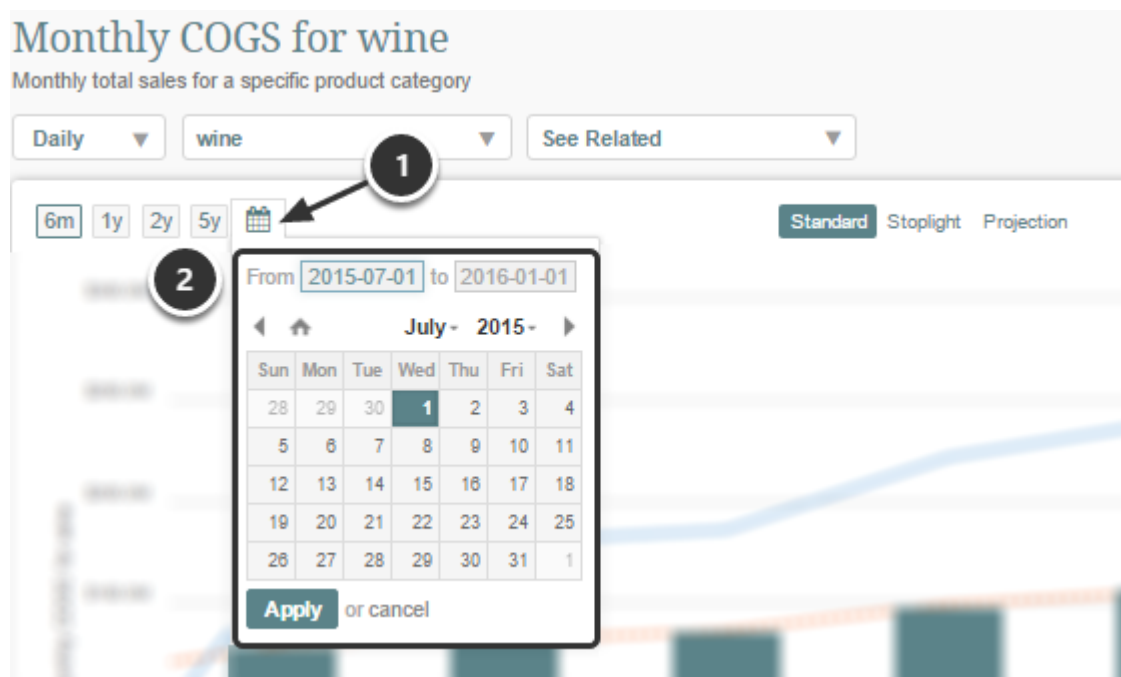 Monthly COGS for wine
Monthly total sales for a specific product category
Daily wine See Related
1
6m 1y 2y 5y Standard Stoplight Projection
2
From 2015-07-01 to 2016-01-01
July 2015
Sun Mon Tue Wed Thu Fri Sat
28 29 30 1 2 3 4
5 6 7 8 9 10 11
12 13 14 15 16 17 18
19 20 21 22 23 24 25
26 27 28 29 30 31 1
Apply or cancel